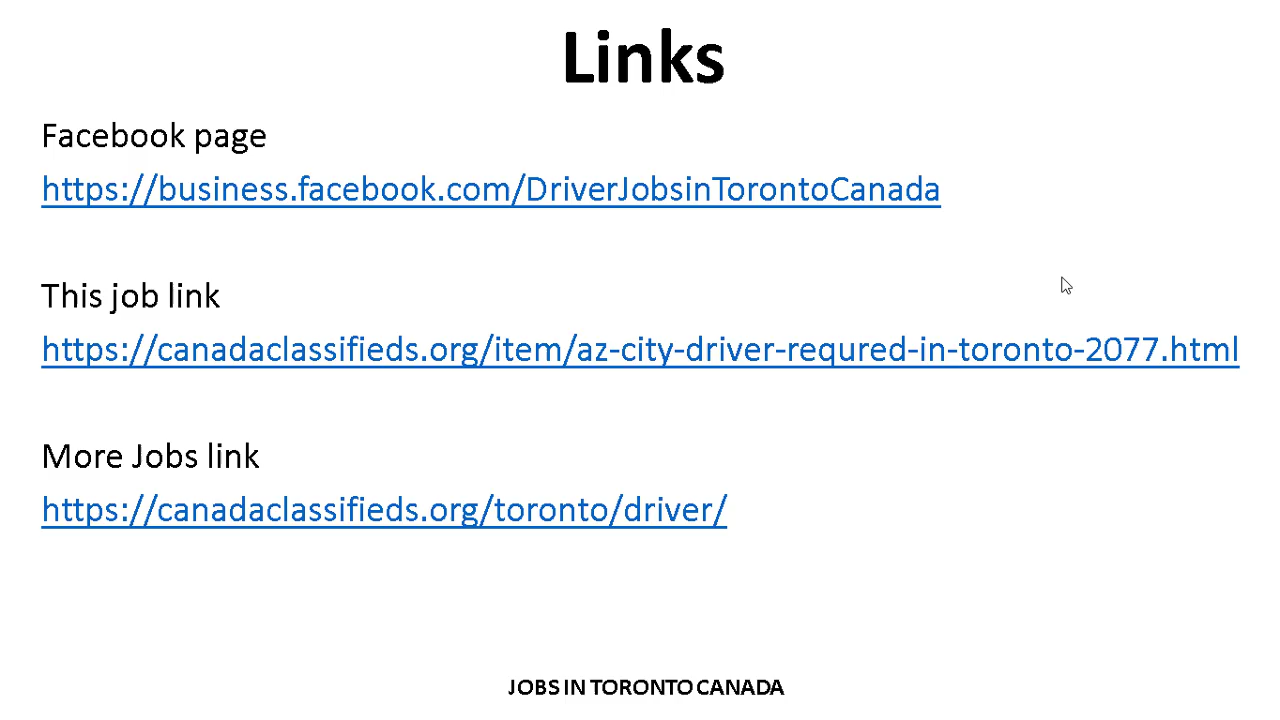 Links
Facebook page
https://business.facebook.com/DriverJobsinTorontoCanada
This job link
https://canadaclassifieds.org/item/az-city-driver-requred-in-toronto-2077.html
More Jobs link
https://canadaclassifieds.org/toronto/driver/
JOBS IN TORONTO CANADA